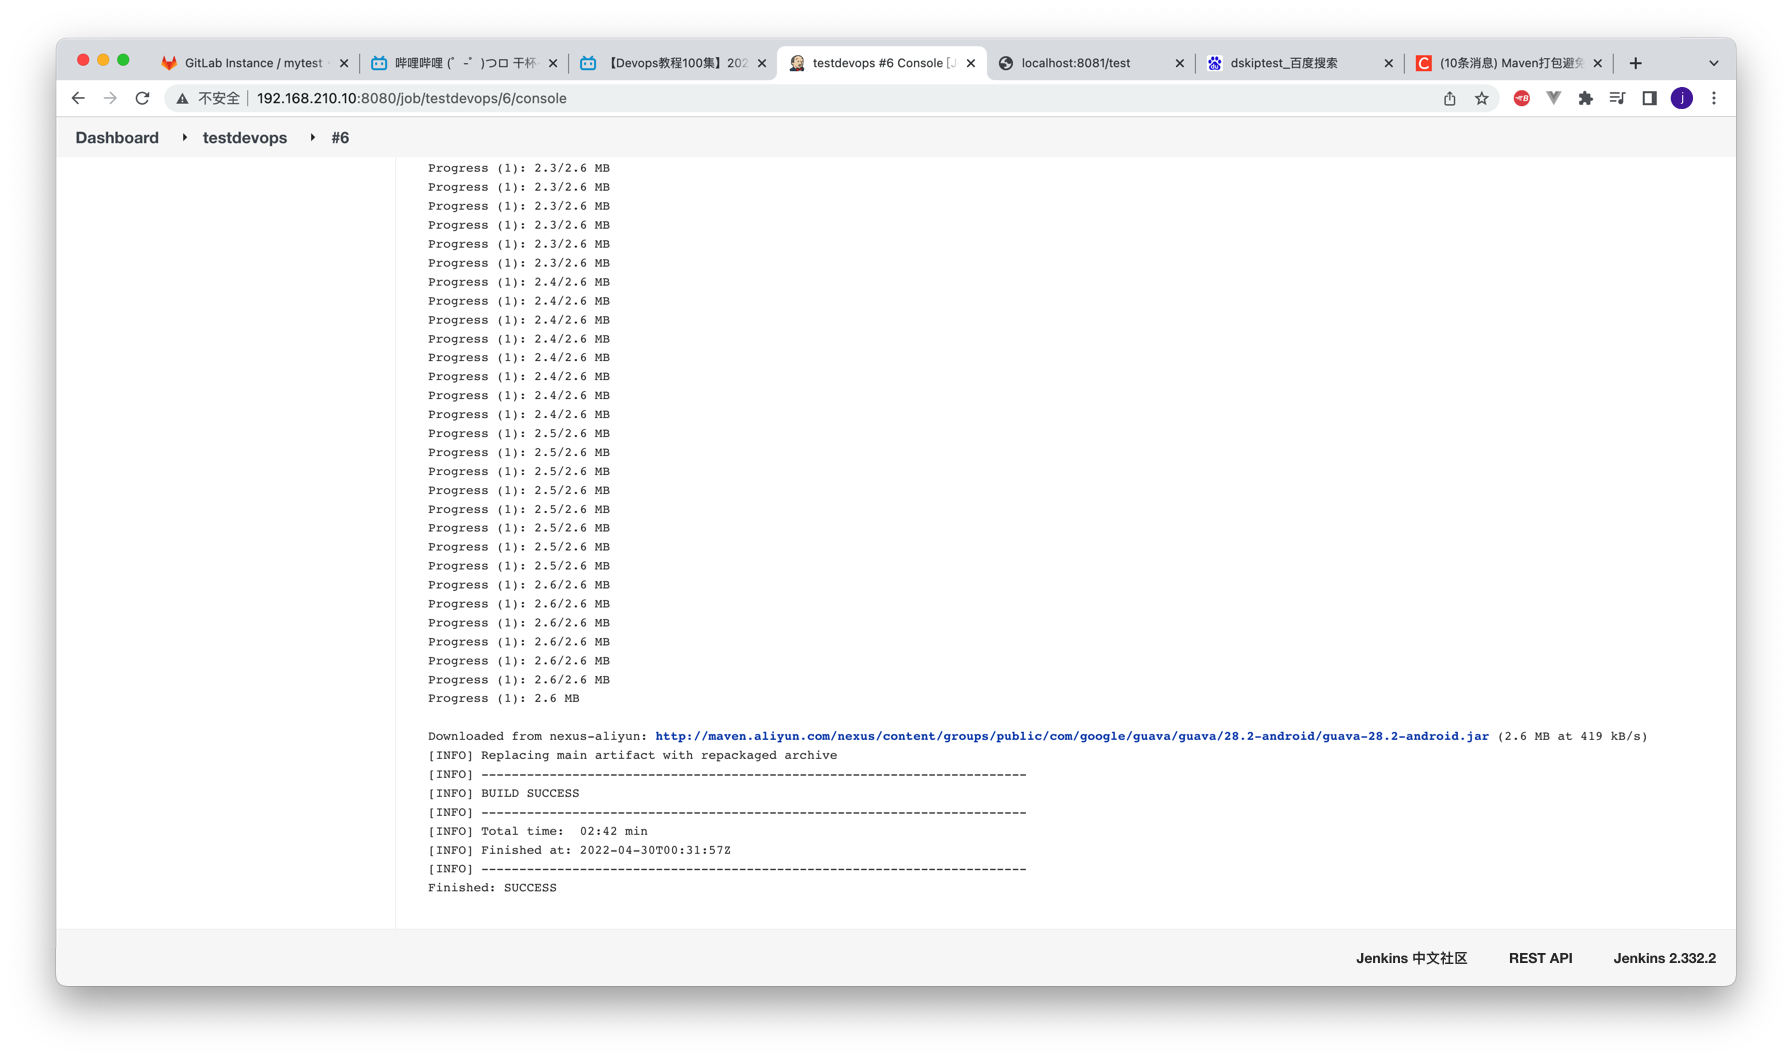 GitLab Instance / mytest
哔哩哔哩 (゜-゜)つロ 干杯
【Devops教程100集】202
testdevops #6 Console [J
localhost:8081/test
dskiptest_百度搜索
(10条消息) Maven打包避免
不安全
192.168.210.10:8080/job/testdevops/6/console
j
Dashboard
testdevops
#6
Progress (1): 2.3/2.6 MB
Progress (1): 2.3/2.6 MB
Progress (1): 2.3/2.6 MB
Progress (1): 2.3/2.6 MB
Progress (1): 2.3/2.6 MB
Progress (1): 2.3/2.6 MB
Progress (1): 2.4/2.6 MB
Progress (1): 2.4/2.6 MB
Progress (1): 2.4/2.6 MB
Progress (1): 2.4/2.6 MB
Progress (1): 2.4/2.6 MB
Progress (1): 2.4/2.6 MB
Progress (1): 2.4/2.6 MB
Progress (1): 2.4/2.6 MB
Progress (1): 2.5/2.6 MB
Progress (1): 2.5/2.6 MB
Progress (1): 2.5/2.6 MB
Progress (1): 2.5/2.6 MB
Progress (1): 2.5/2.6 MB
Progress (1): 2.5/2.6 MB
Progress (1): 2.5/2.6 MB
Progress (1): 2.5/2.6 MB
Progress (1): 2.6/2.6 MB
Progress (1): 2.6/2.6 MB
Progress (1): 2.6/2.6 MB
Progress (1): 2.6/2.6 MB
Progress (1): 2.6/2.6 MB
Progress (1): 2.6/2.6 MB
Progress (1): 2.6 MB
Downloaded from nexus-aliyun: http://maven.aliyun.com/nexus/content/groups/public/com/google/guava/guava/28.2-android/guava-28.2-android.jar (2.6 MB at 419 kB/s)
[INFO] Replacing main artifact with repackaged archive
[INFO] ------------------------------------------------------------------------
[INFO] BUILD SUCCESS
[INFO] ------------------------------------------------------------------------
[INFO] Total time:  02:42 min
[INFO] Finished at: 2022-04-30T00:31:57Z
[INFO] ------------------------------------------------------------------------
Finished: SUCCESS
Jenkins 中文社区
REST API
Jenkins 2.332.2